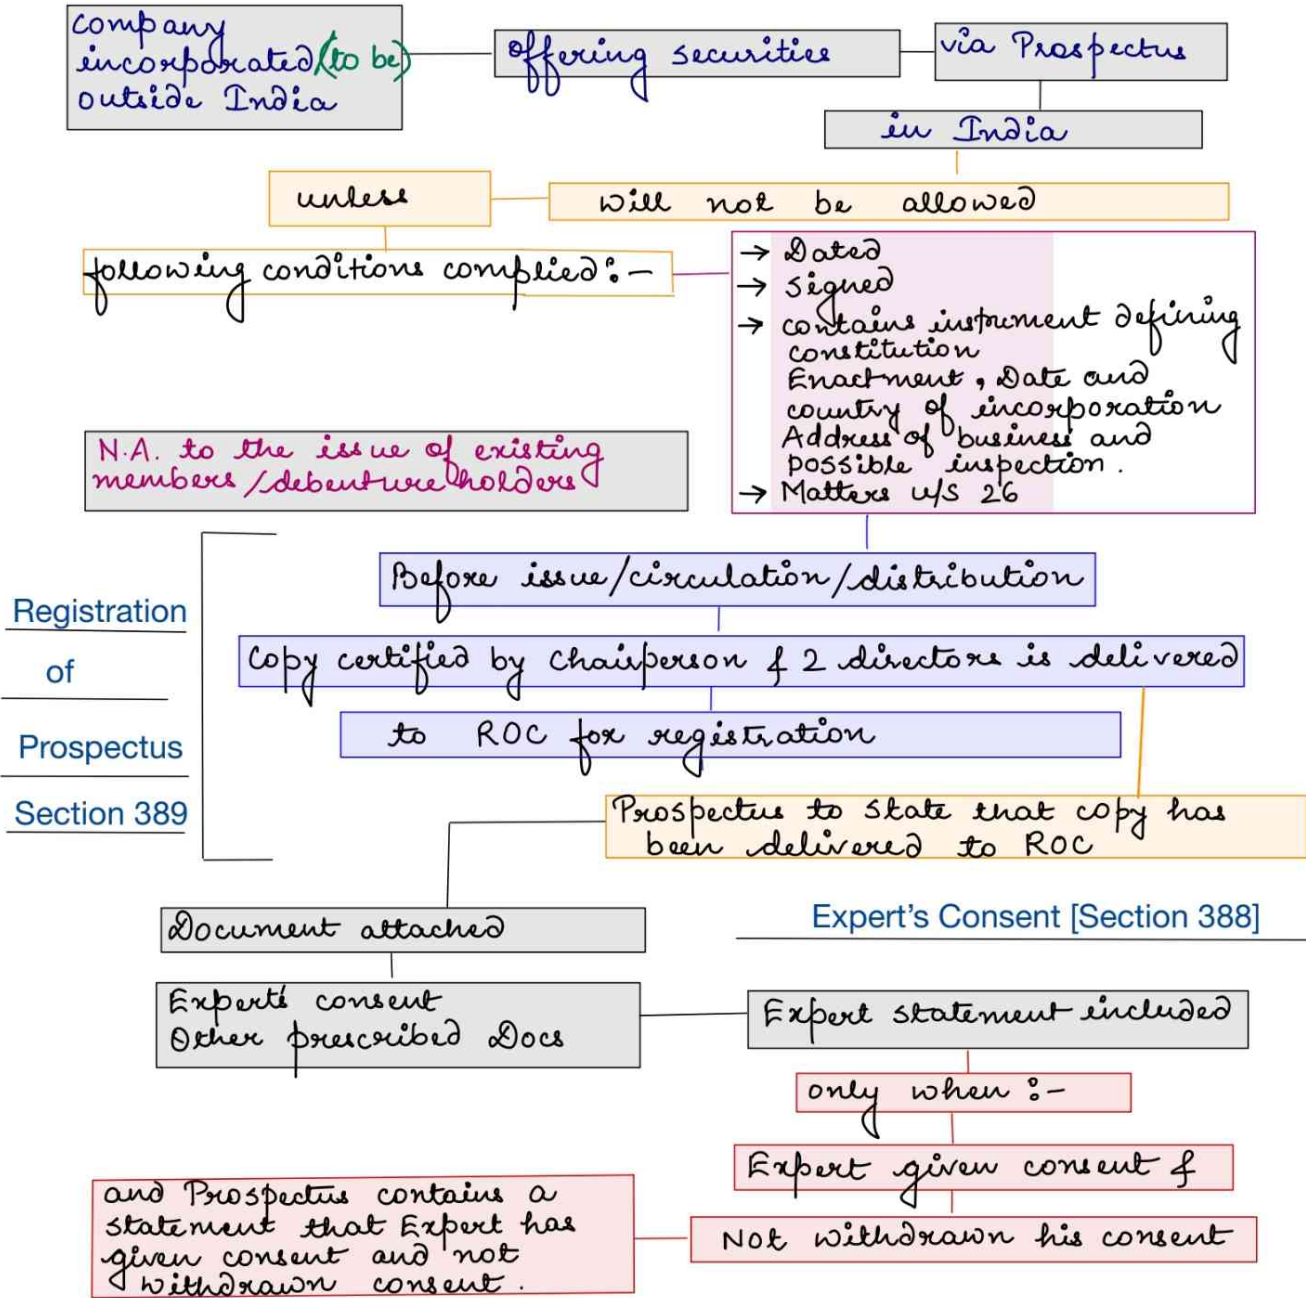 company
incorporated (to be)
outside India
offering securities
via Prospectus
in India
will not be allowed
unless
following conditions complied:-
→ Dated
→ Signed
→ contains instrument defining
constitution
Enactment, Date and
country of incorporation
Address of business and
possible inspection.
→ Matters u/s 26
N.A. to the issue of existing
members/debenture holders
Registration
of
Prospectus
Section 389
Before issue/circulation/distribution
Copy certified by chairperson & 2 directors is delivered
to ROC for registration
Prospectus to state that copy has
been delivered to ROC
Document attached
Expert's consent
Other prescribed Docs
Expert's Consent [Section 388]
Expert statement included
only when :-
Expert given consent &
Not withdrawn his consent
and Prospectus contains a
statement that Expert has
given consent and not
withdrawn consent.